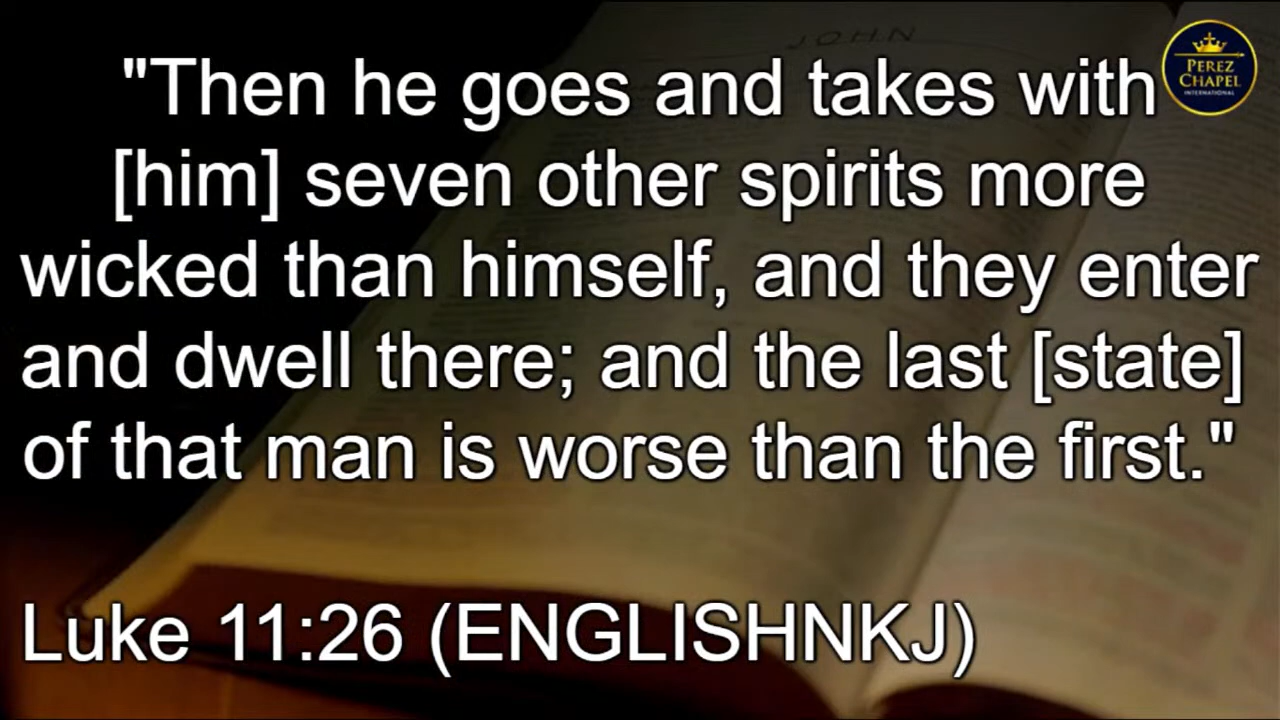 JOHN
"Then he goes and takes with
[him] seven other spirits more
wicked than himself, and they enter
and dwell there; and the last [state]
of that man is worse than the first."
Luke 11:26 (ENGLISHNKJ)
PEREZ
CHAPEL
INTERNATIONAL